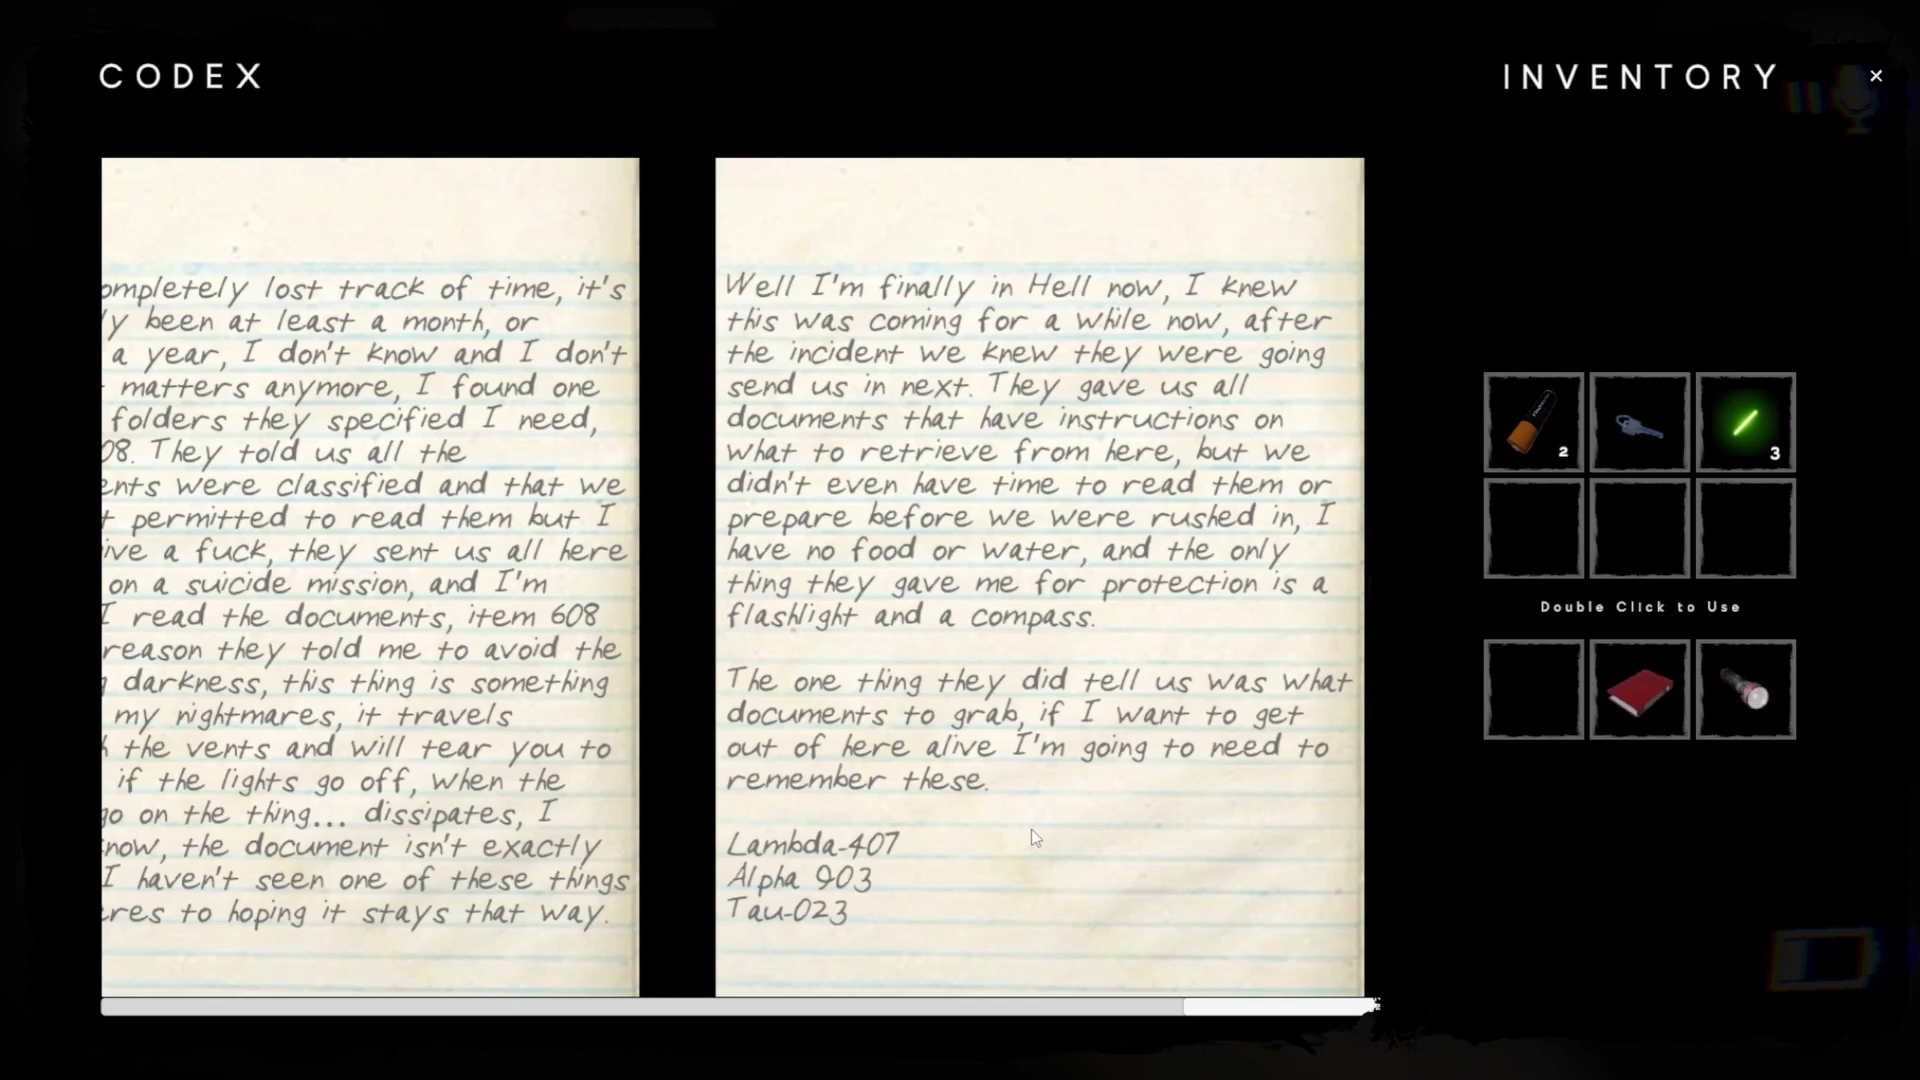 CODEX
INVENTORY
ompletely lost track of time, it's
y been at least a month, or
a year, I don't know and I don't
matters anymore, I found one
folders they specified I need,
08. They told us all the
ents were classified and that we
t permitted to read them but I
ive a fuck, they sent us all here
on a suicide mission, and I'm
I read the documents, item 608
reason they told me to avoid the
darkness, this thing is something
my nightmares, it travels
h the vents and will tear you to
if the lights go off, when the
go on the thing... dissipates, I
now, the document isn't exactly
I haven't seen one of these things
res to hoping it stays that way.
Well I'm finally in Hell now, I knew
this was coming for a while now, after
the incident we knew they were going
send us in next. They gave us all
documents that have instructions on
what to retrieve from here, but we
didn't even have time to read them or
prepare before we were rushed in, I
have no food or water, and the only
thing they gave me for protection is a
flashlight and a compass.
The one thing they did tell us was what
documents to grab, if I want to get
out of here alive I'm going to need to
remember these.
Lambda-407
Alpha 903
Tau-023
2
3
Double Click to Use